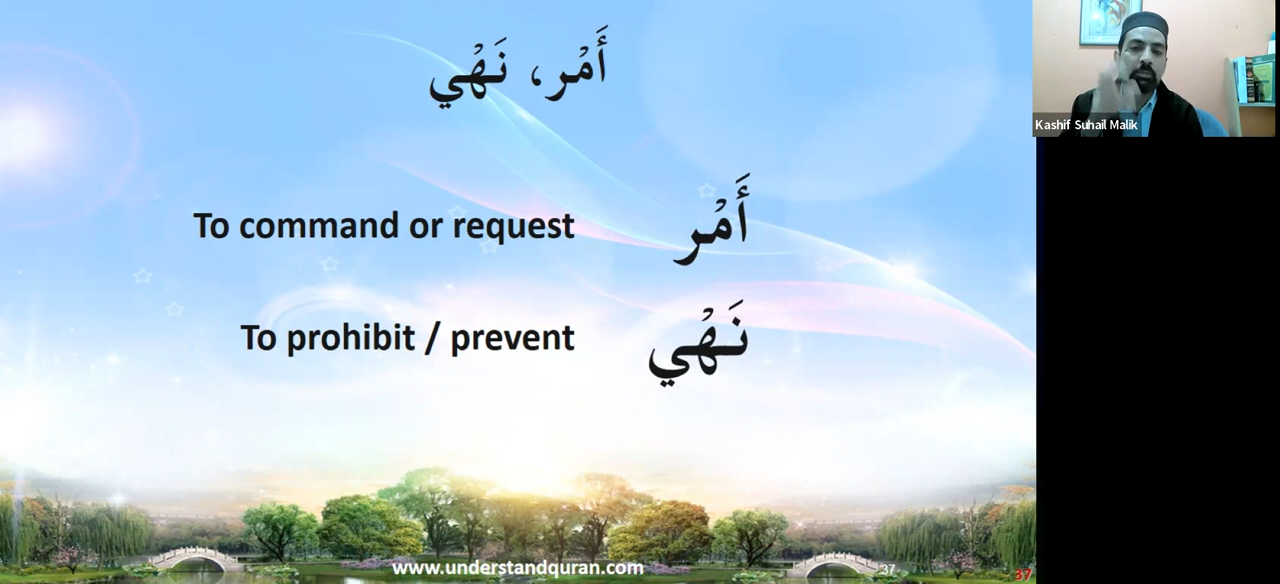 أَمْر، نَهْي
Kashif Suhail Malik
To command or request أَمْر
To prohibit / prevent نَهْي
www.understandquran.com
37
37